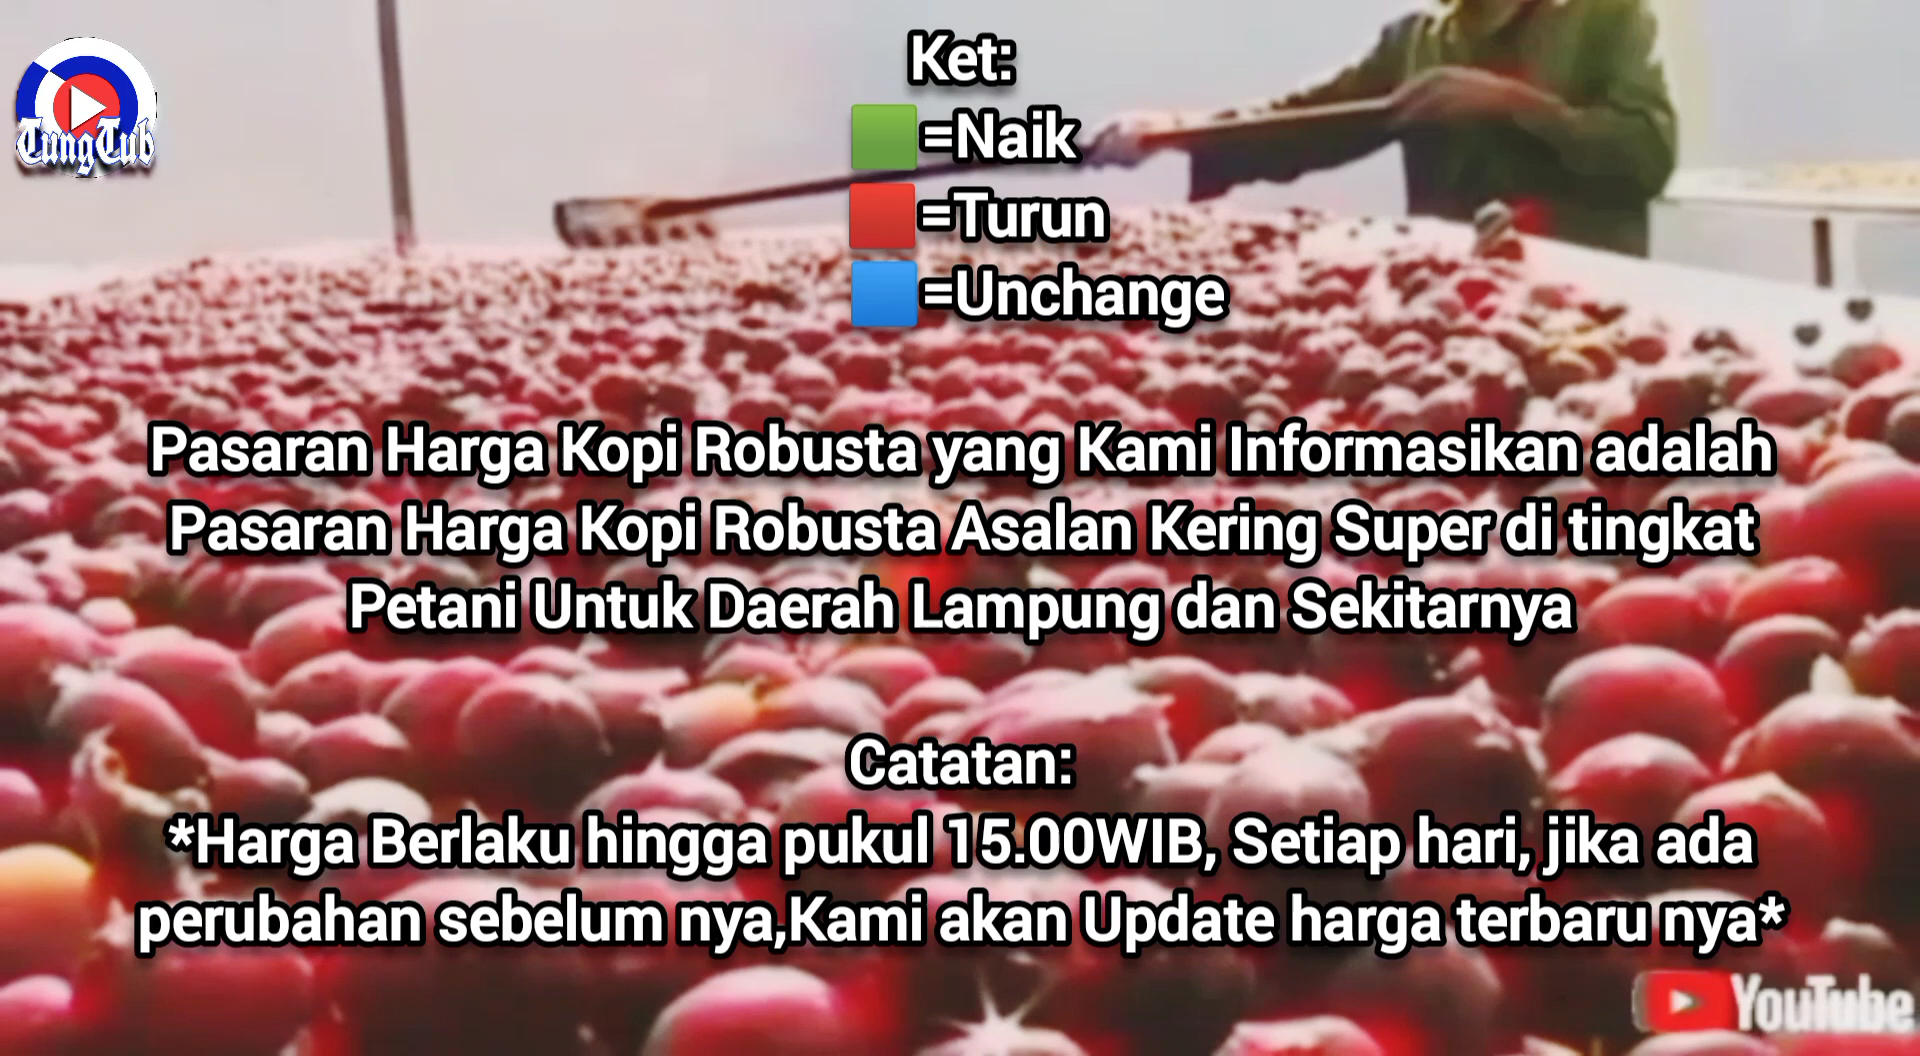 TungTub
Ket:
🟩=Naik
🟥=Turun
🟦=Unchange
Pasaran Harga Kopi Robusta yang Kami Informasikan adalah
Pasaran Harga Kopi Robusta Asalan Kering Super di tingkat
Petani Untuk Daerah Lampung dan Sekitarnya
Catatan:
*Harga Berlaku hingga pukul 15.00WIB, Setiap hari, jika ada
perubahan sebelum nya,Kami akan Update harga terbaru nya*
YouTube